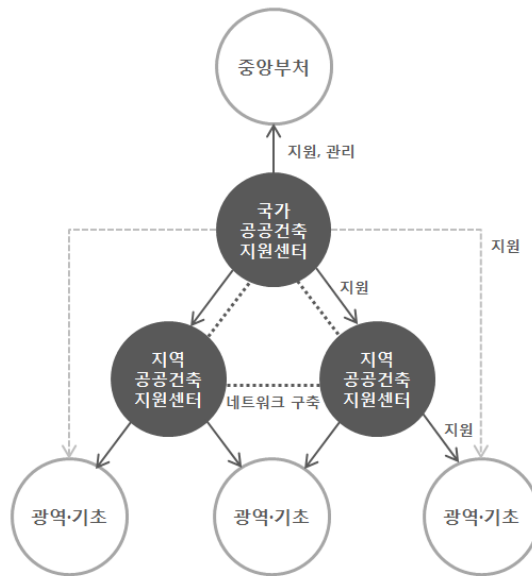 중앙부처
지원, 관리
국가
공공건축
지원센터
지원
지원
지역
공공건축
지원센터
지역
공공건축
지원센터
네트워크 구축
지원
광역·기초
광역·기초
광역·기초